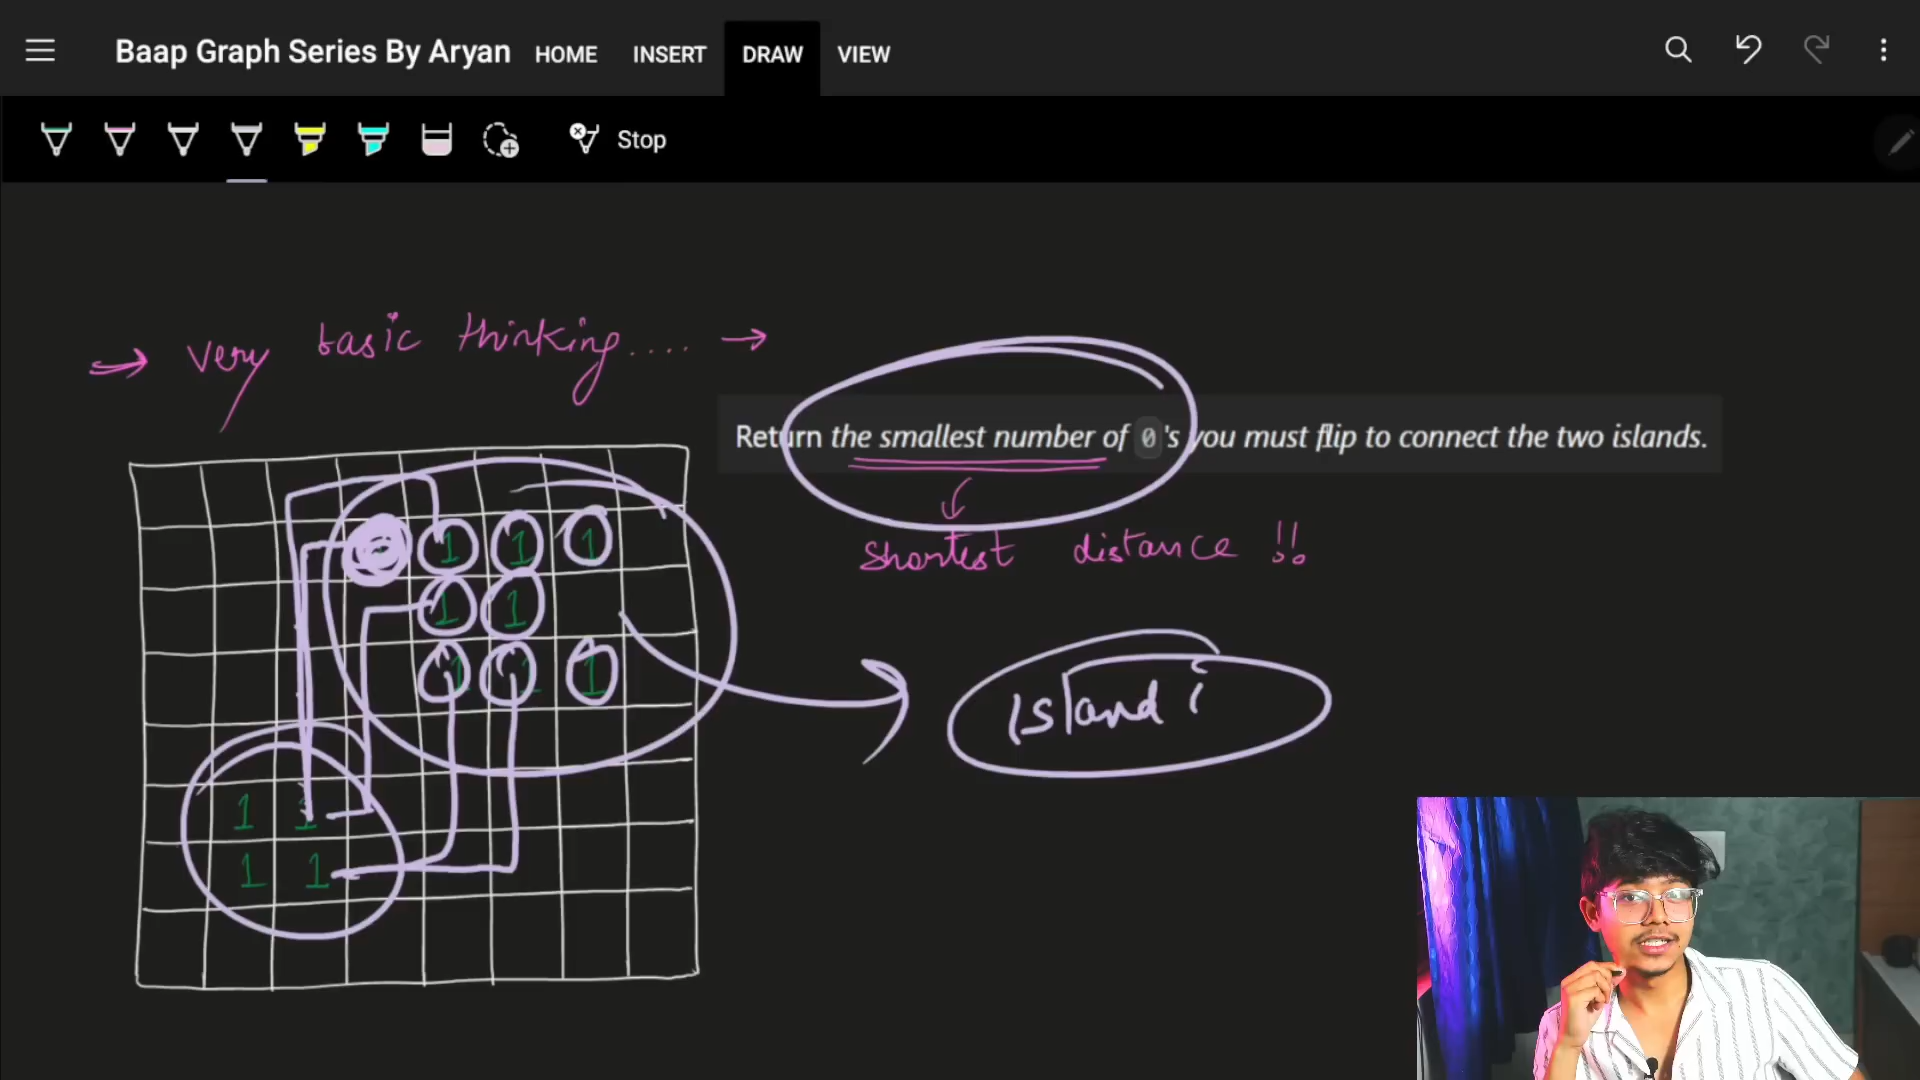 Baap Graph Series By Aryan HOME INSERT DRAW VIEW
Stop
very basic thinking.... →
Return the smallest number of 0's you must flip to connect the two islands.
shortest distance !!
1 1 1
1 1
1 1 1
island i
1 1
1 1